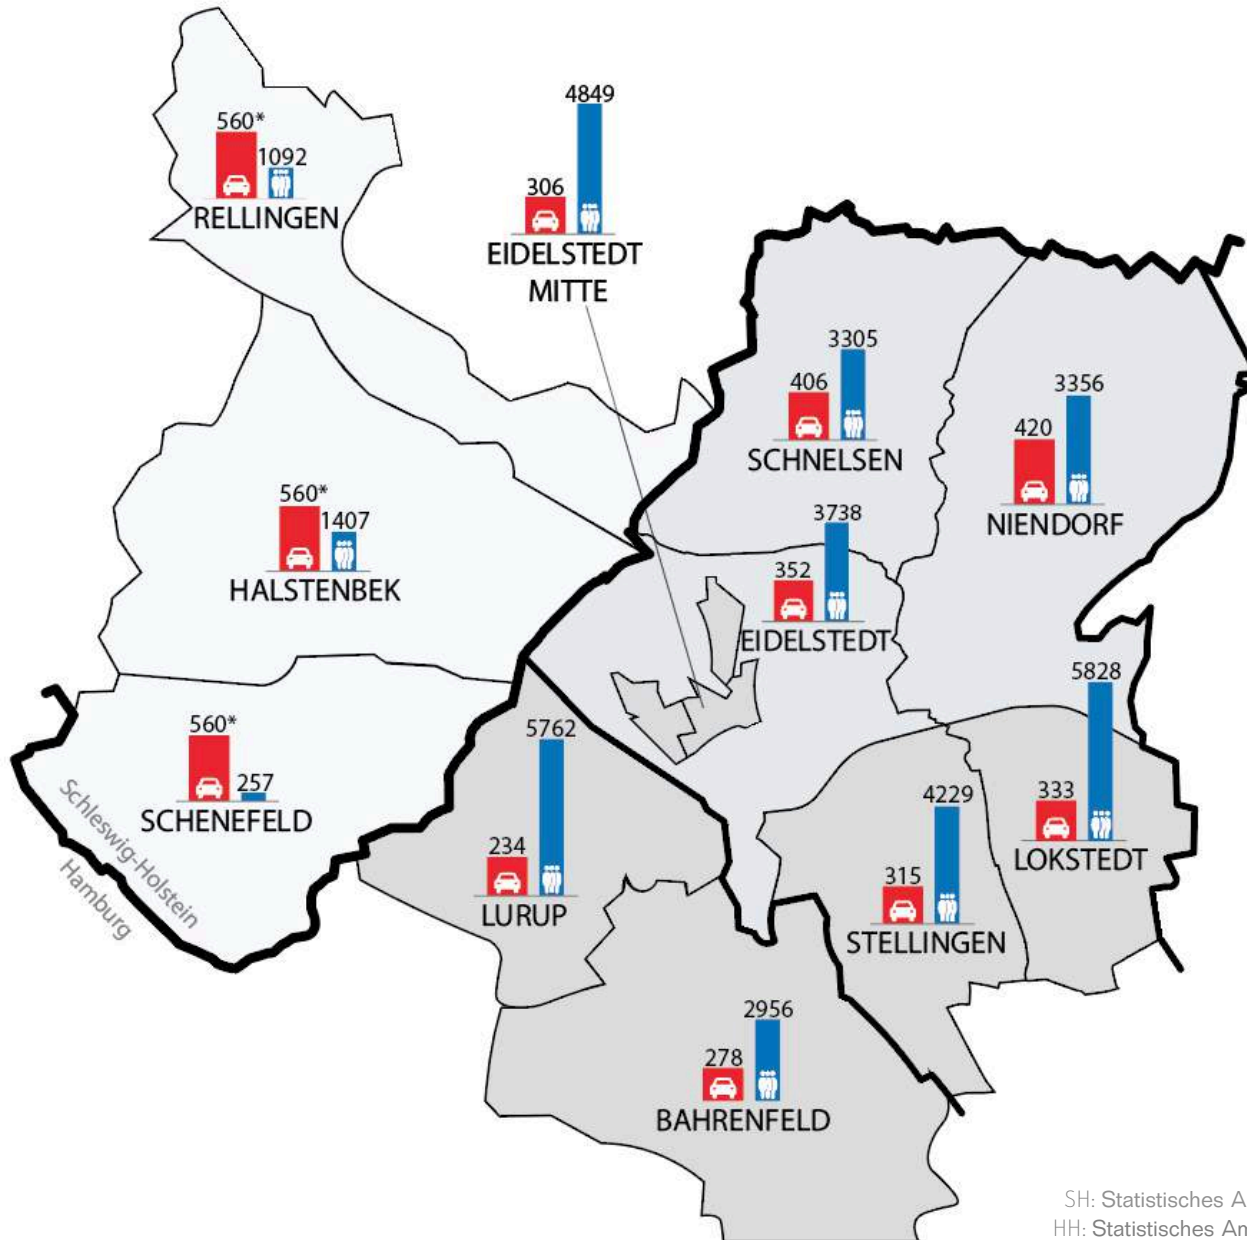 4849
560*
1092
306
RELLINGEN
EIDELSTEDT
MITTE
3305
406
3356
420
SCHNELSEN
560*
1407
3738
NIENDORF
352
HALSTENBEK
EIDELSTEDT
5828
560*
257
5762
333
4229
SCHENEFELD
Schleswig-Holstein
Hamburg
234
315
LOKSTEDT
LURUP
STELLINGEN
2956
278
BAHRENFELD
SH: Statistisches A
HH: Statistisches An